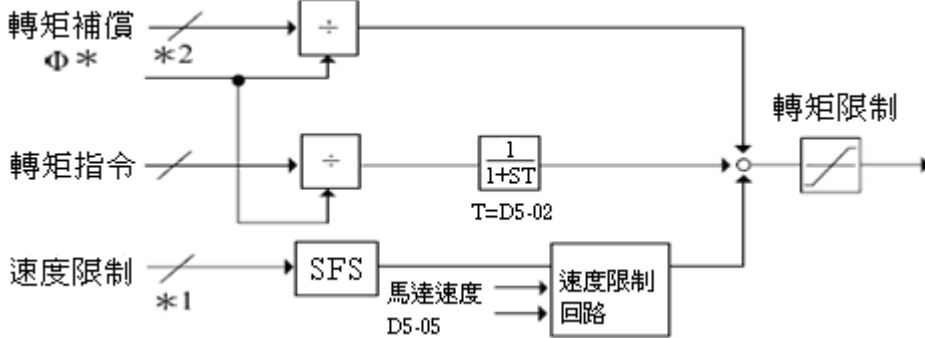 轉矩補償
Φ*
*2
÷
轉矩指令
÷
1
1+ST
T=D5-02
轉矩限制
速度限制
*1
SFS
馬達速度
D5-05
速度限制
回路